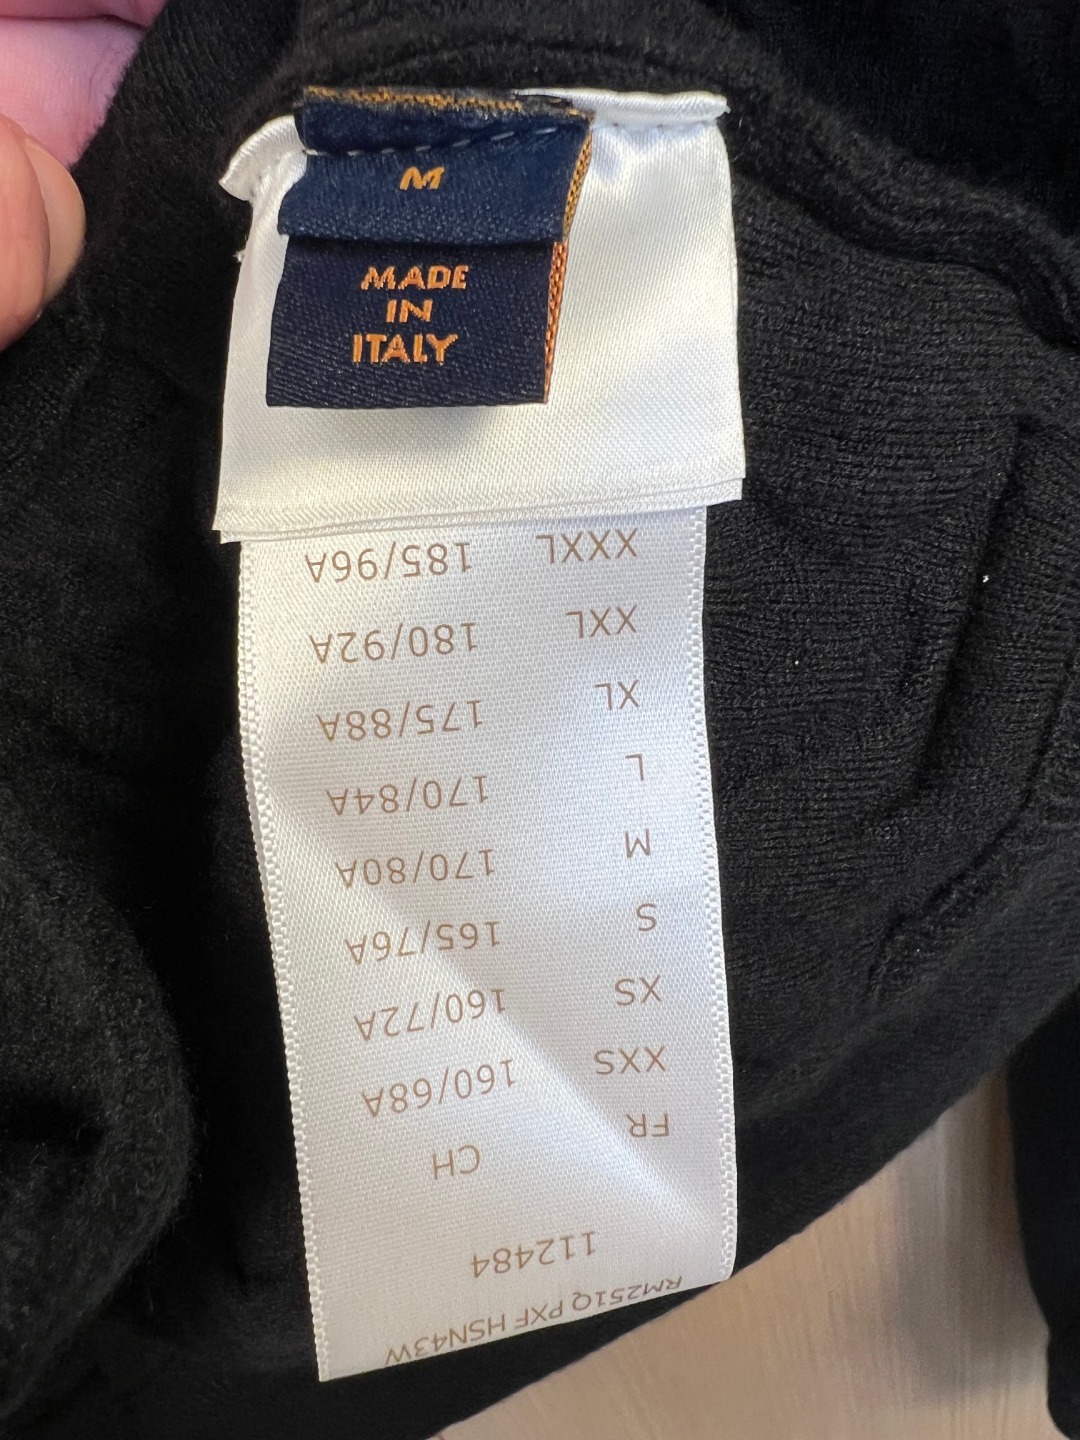 M
MADE
IN
ITALY
RM251Q PXF HSN43W
112484
FR CH
XXS 160/68A
XS 160/72A
S 165/76A
M 170/80A
L 170/84A
XL 175/88A
XXL 180/92A
XXXL 185/96A